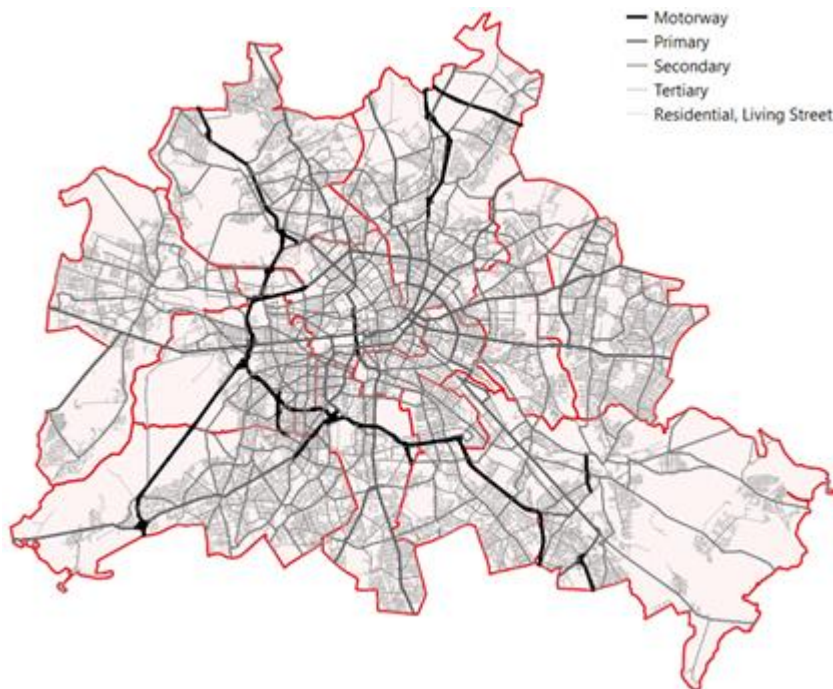 Motorway
Primary
Secondary
Tertiary
Residential, Living Street